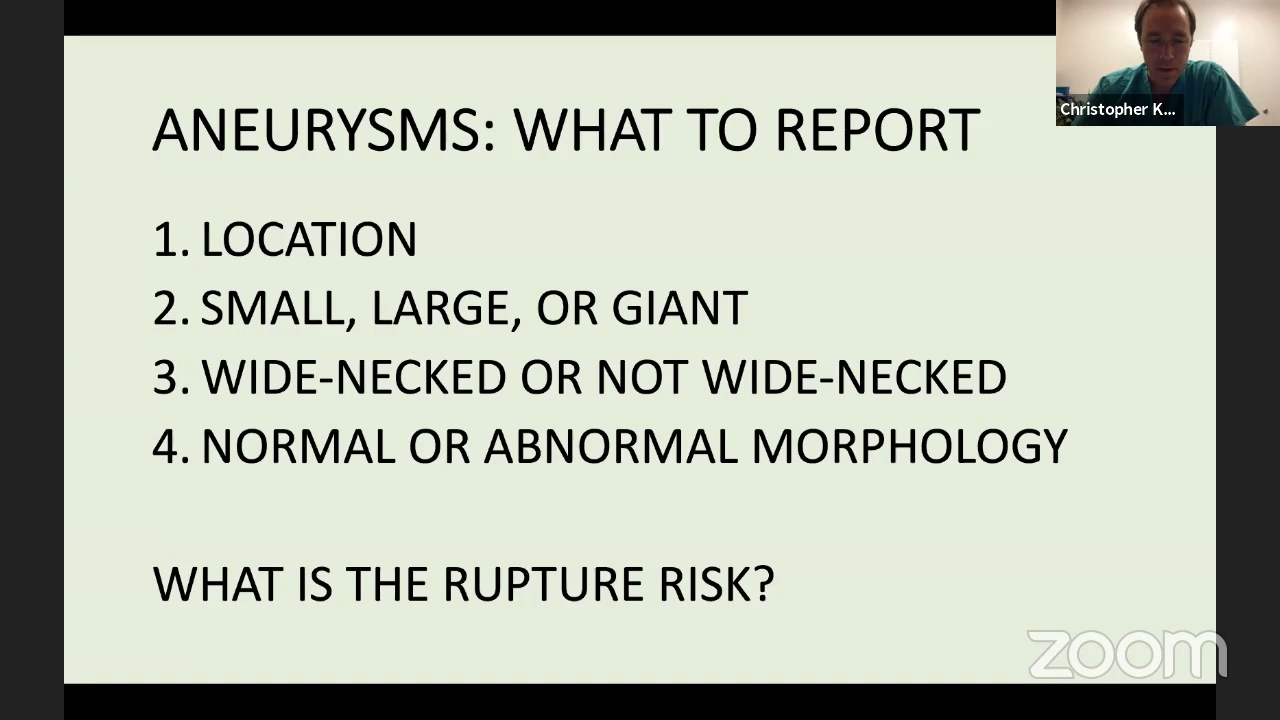 ANEURYSMS: WHAT TO REPORT
Christopher K...
1. LOCATION
2. SMALL, LARGE, OR GIANT
3. WIDE-NECKED OR NOT WIDE-NECKED
4. NORMAL OR ABNORMAL MORPHOLOGY
WHAT IS THE RUPTURE RISK?
zoom